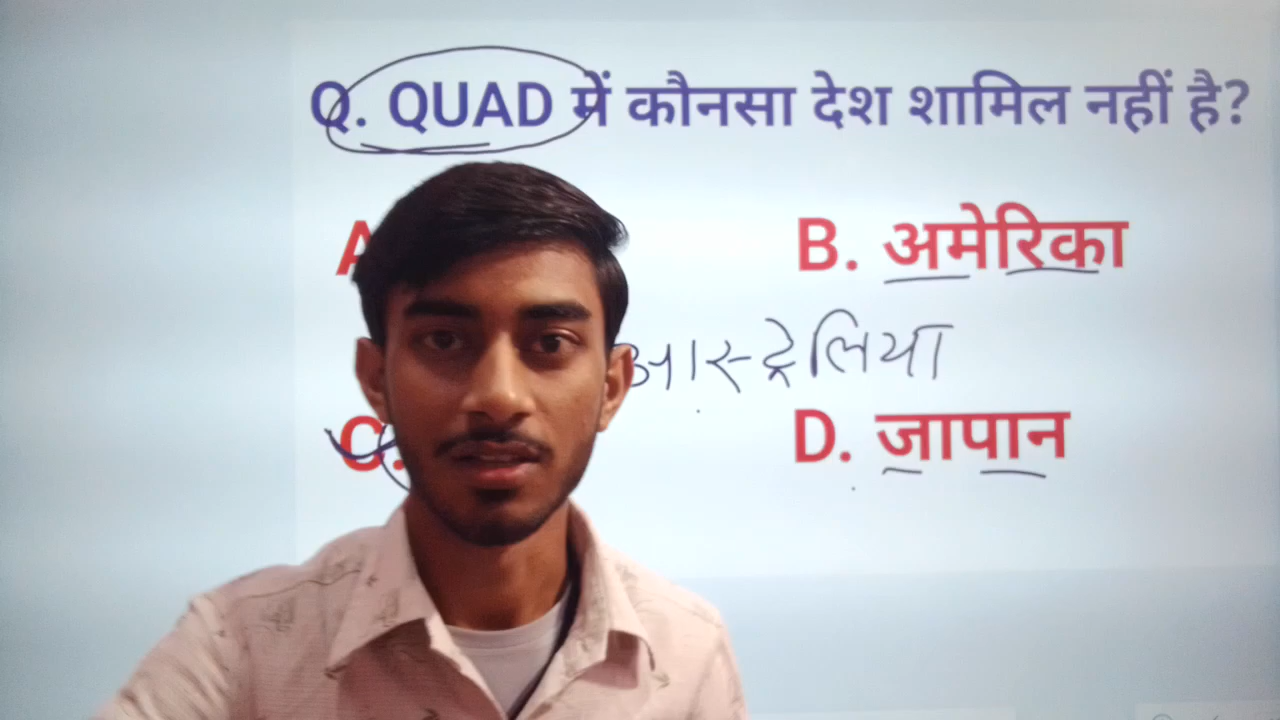 Q. QUAD में कौनसा देश शामिल नहीं है?
A
B. अमेरिका
आस्ट्रेलिया
C.
D. जापान